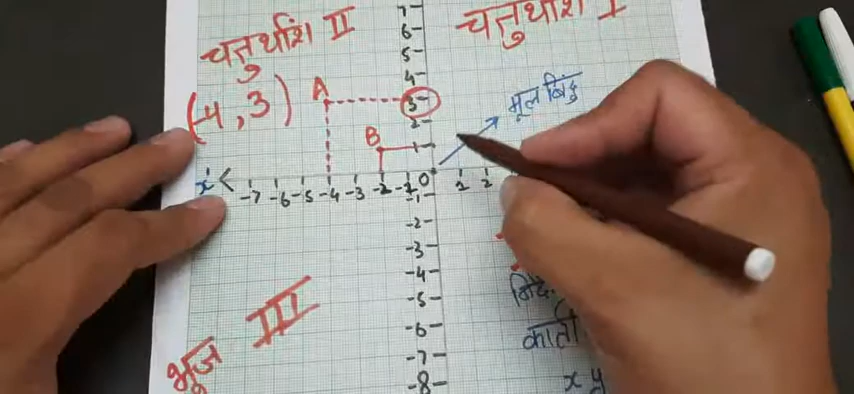 चतुर्थांश II
चतुर्थांश I
(-4, 3)
A
B
मूल बिंदु
7
6
5
4
3
2
1
x'
-7 -6 -5 -4 -3 -2 -1 0 1 2
-1
-2
-3
-4
-5
-6
-7
-8
भूज III
x y